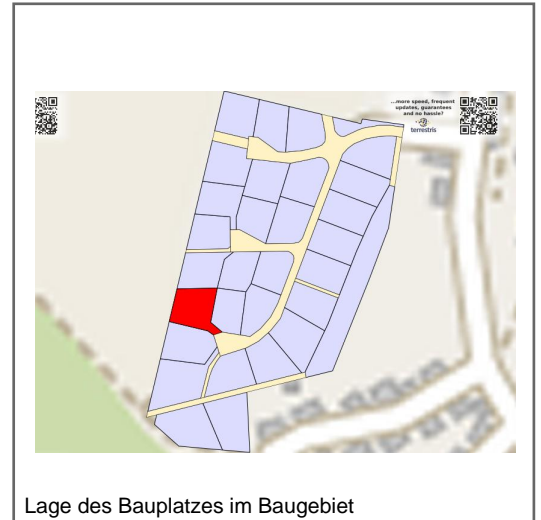 ...more speed, frequent
updates, guarantees
and no hassle?
terrestris
Lage des Bauplatzes im Baugebiet